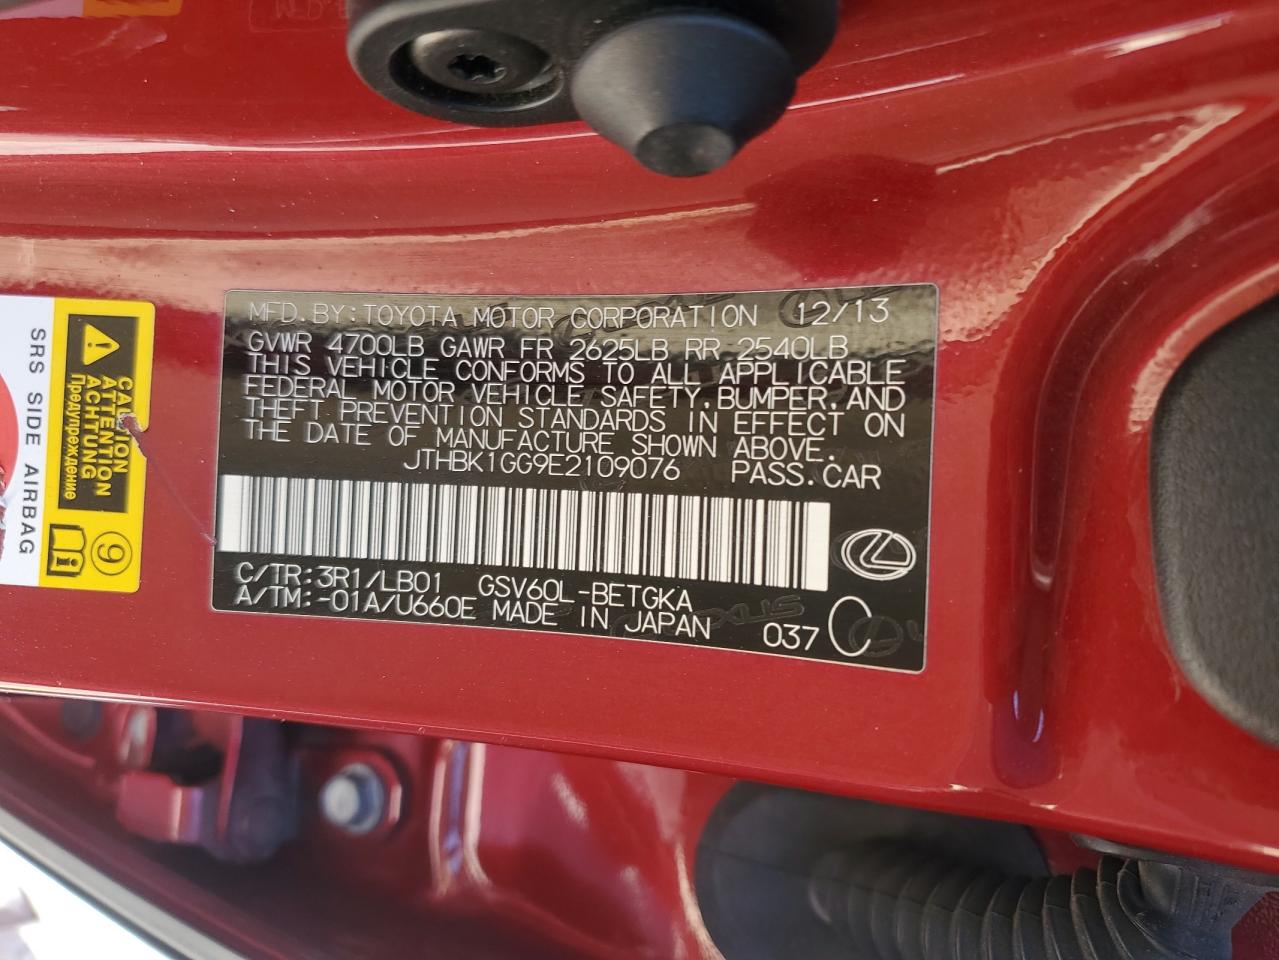 MFD. BY: TOYOTA MOTOR CORPORATION 12/13
GVWR 4700LB GAWR FR 2625LB RR 2540LB
THIS VEHICLE CONFORMS TO ALL APPLICABLE
FEDERAL MOTOR VEHICLE SAFETY, BUMPER, AND
THEFT PREVENTION STANDARDS IN EFFECT ON
THE DATE OF MANUFACTURE SHOWN ABOVE.
JTHBK1GG9E2109076 PASS. CAR
C/TR: 3R1/LB01 GSV60L-BETGKA
A/TM: -01A/U660E MADE IN JAPAN 037 C
CAUTION
ATTENTION
ACHTUNG
Предупреждение
9
SRS SIDE AIRBAG